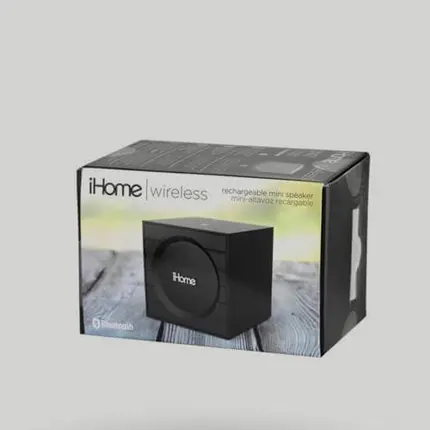 iHome | wireless
rechargeable mini speaker
mini-altavoz recargable
iHome
Bluetooth